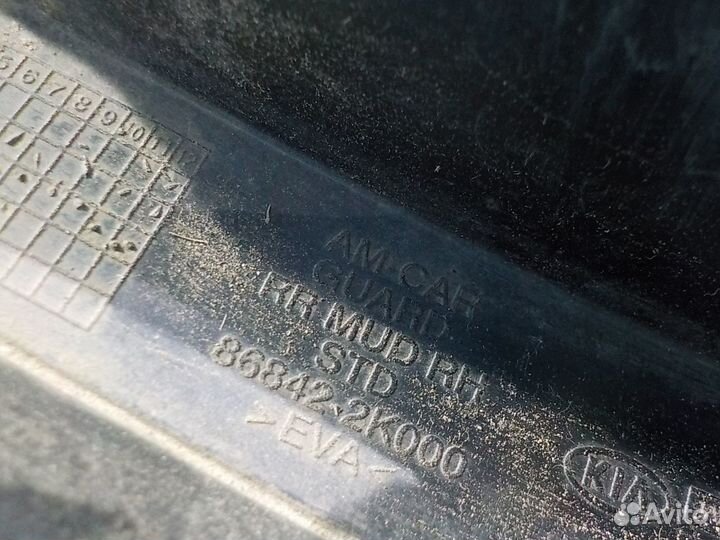 5 6 7 8 9 10 11 12
AM-CAR
GUARD
RR MUD RH
STD
86842-2K000
>EVA<
KIA
Avito